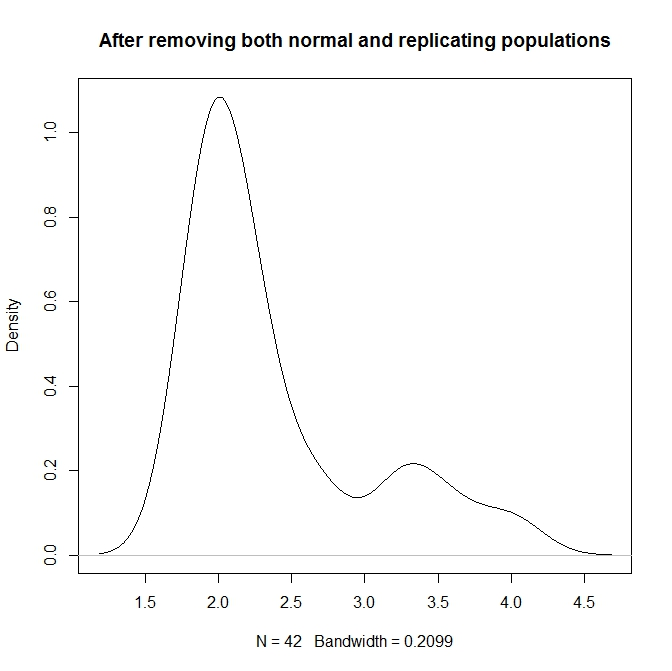 After removing both normal and replicating populations
Density
0.0 0.2 0.4 0.6 0.8 1.0
1.5 2.0 2.5 3.0 3.5 4.0 4.5
N = 42 Bandwidth = 0.2099